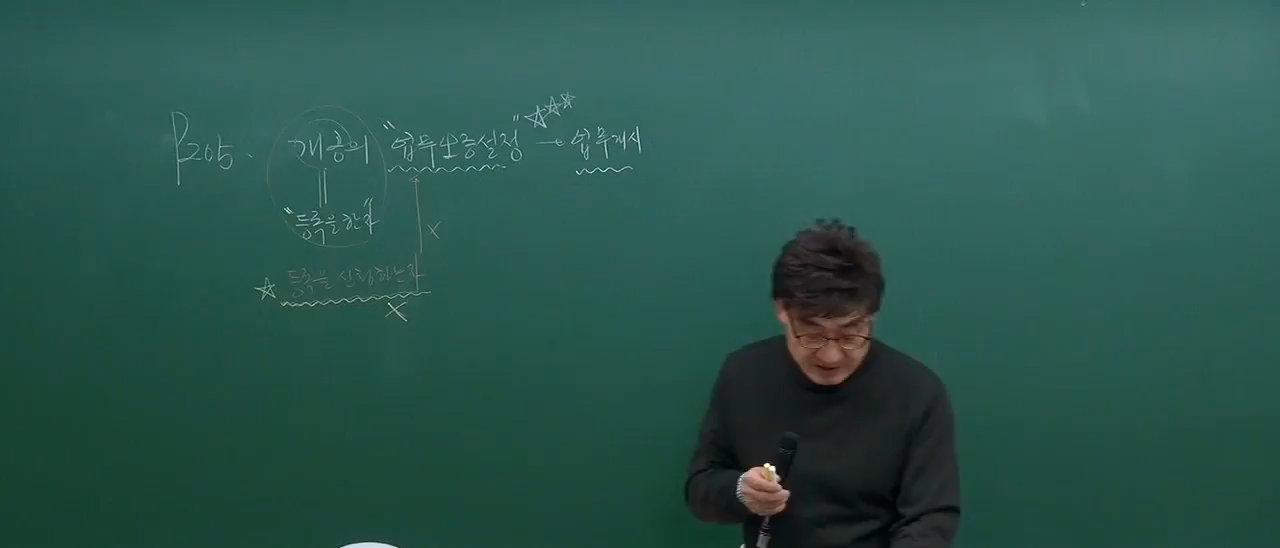 P205. 개공의 "업무보증설정" → 업무개시
"등록을 한 자"
등록을 신청하는 자